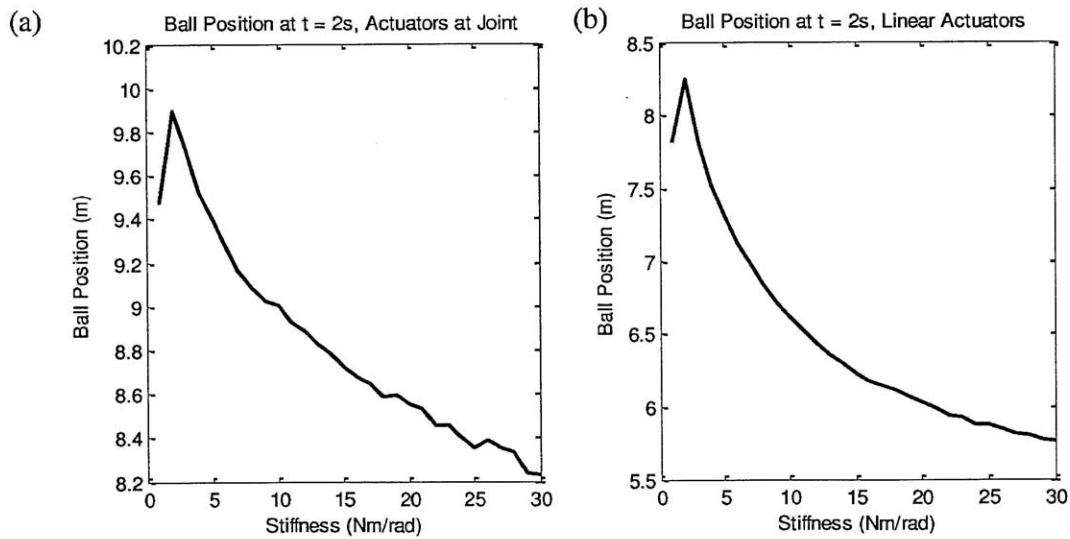 (a)
Ball Position at t = 2s, Actuators at Joint
10.2
10
9.8
9.6
9.4
9.2
9
8.8
8.6
8.4
8.2
Ball Position (m)
0 5 10 15 20 25 30
Stiffness (Nm/rad)
(b)
Ball Position at t = 2s, Linear Actuators
8.5
8
7.5
7
6.5
6
5.5
Ball Position (m)
0 5 10 15 20 25 30
Stiffness (Nm/rad)